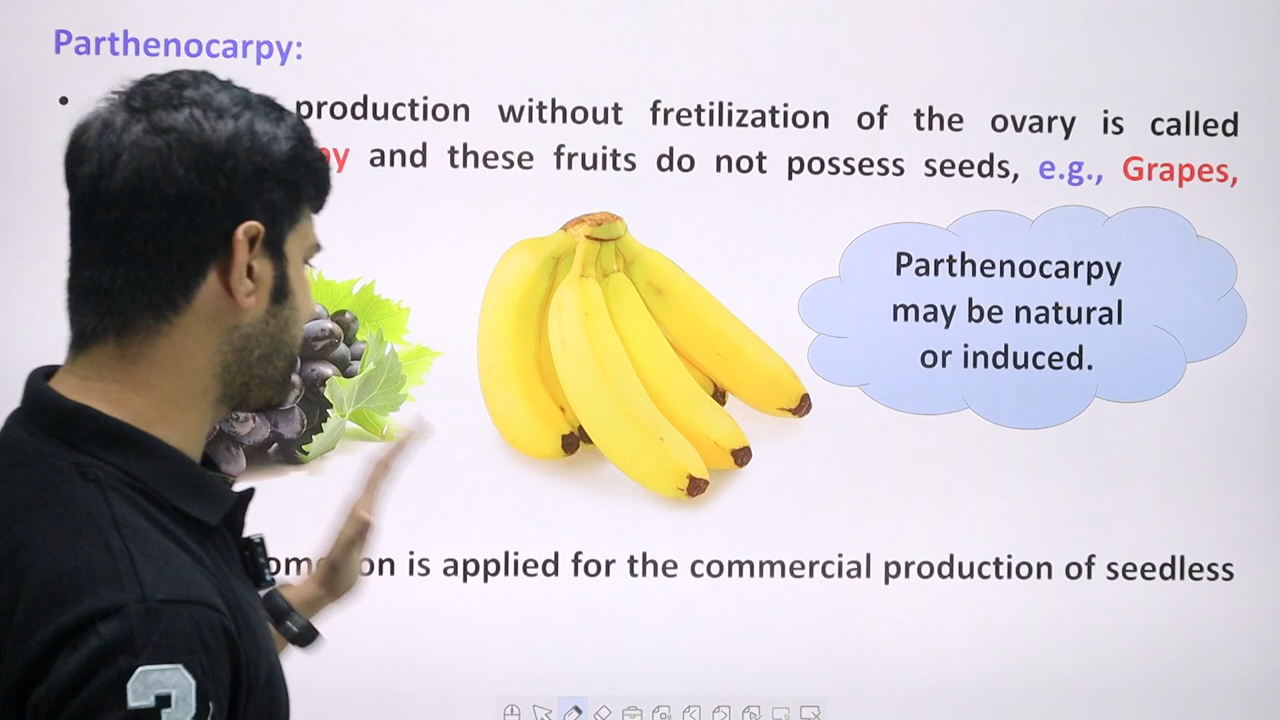 Parthenocarpy:
• production without fretilization of the ovary is called
and these fruits do not possess seeds, e.g., Grapes,
Parthenocarpy
may be natural
or induced.
is applied for the commercial production of seedless
3